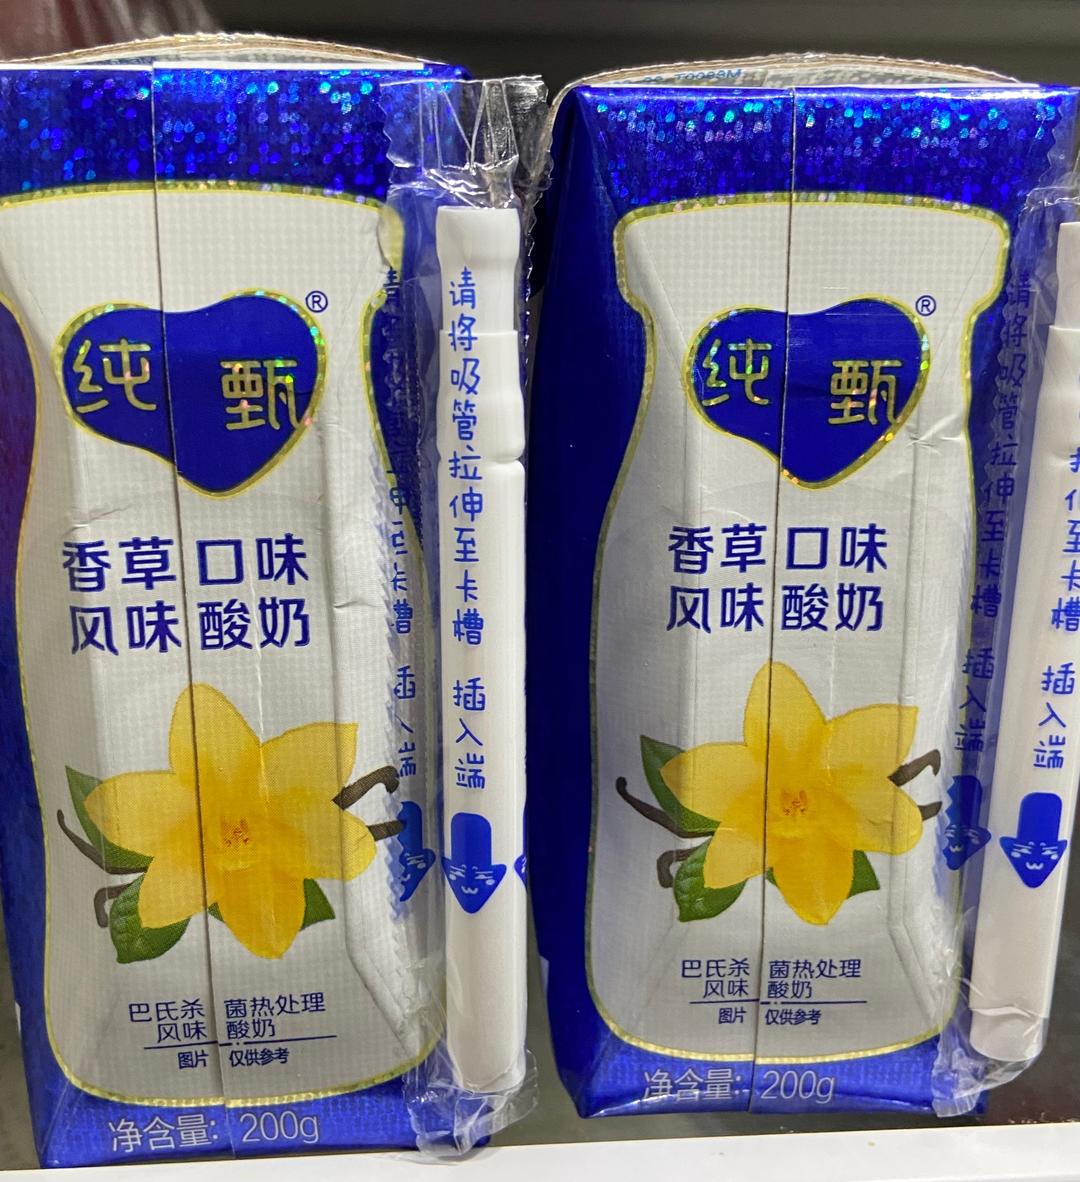 纯甄®
香草口味
风味酸奶
巴氏杀菌热处理
风味酸奶
图片仅供参考
净含量: 200g
请将吸管拉伸至卡槽 插入端
纯甄®
香草口味
风味酸奶
巴氏杀菌热处理
风味酸奶
图片仅供参考
净含量: 200g
请将吸管拉伸至卡槽 插入端